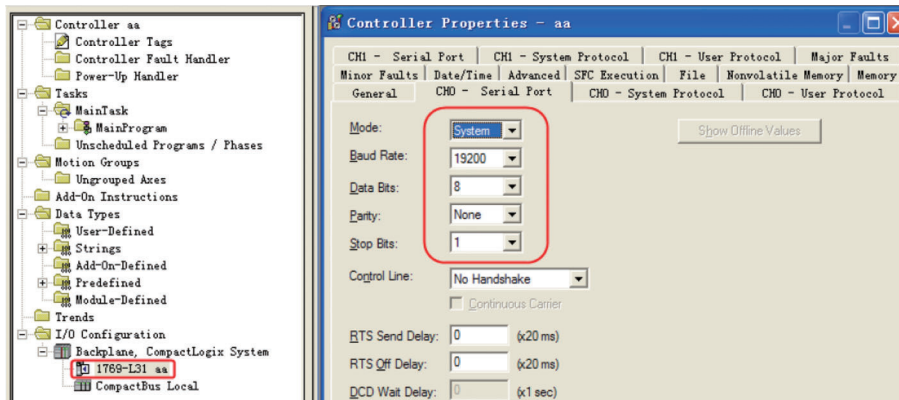 Controller aa
Controller Tags
Controller Fault Handler
Power-Up Handler
Tasks
MainTask
MainProgram
Unscheduled Programs / Phases
Motion Groups
Ungrouped Axes
Add-On Instructions
Data Types
User-Defined
Strings
Add-On-Defined
Predefined
Module-Defined
Trends
I/O Configuration
Backplane, CompactLogix System
1769-L31 aa
CompactBus Local
Controller Properties - aa
CH1 - Serial Port CH1 - System Protocol CH1 - User Protocol Major Faults
Minor Faults Date/Time Advanced SFC Execution File Nonvolatile Memory Memory
General CH0 - Serial Port CH0 - System Protocol CH0 - User Protocol
Mode: System Show Offline Values
Baud Rate: 19200
Data Bits: 8
Parity: None
Stop Bits: 1
Control Line: No Handshake
Continuous Carrier
RTS Send Delay: 0 (x20 ms)
RTS Off Delay: 0 (x20 ms)
DCD Wait Delay: 0 (x1 sec)